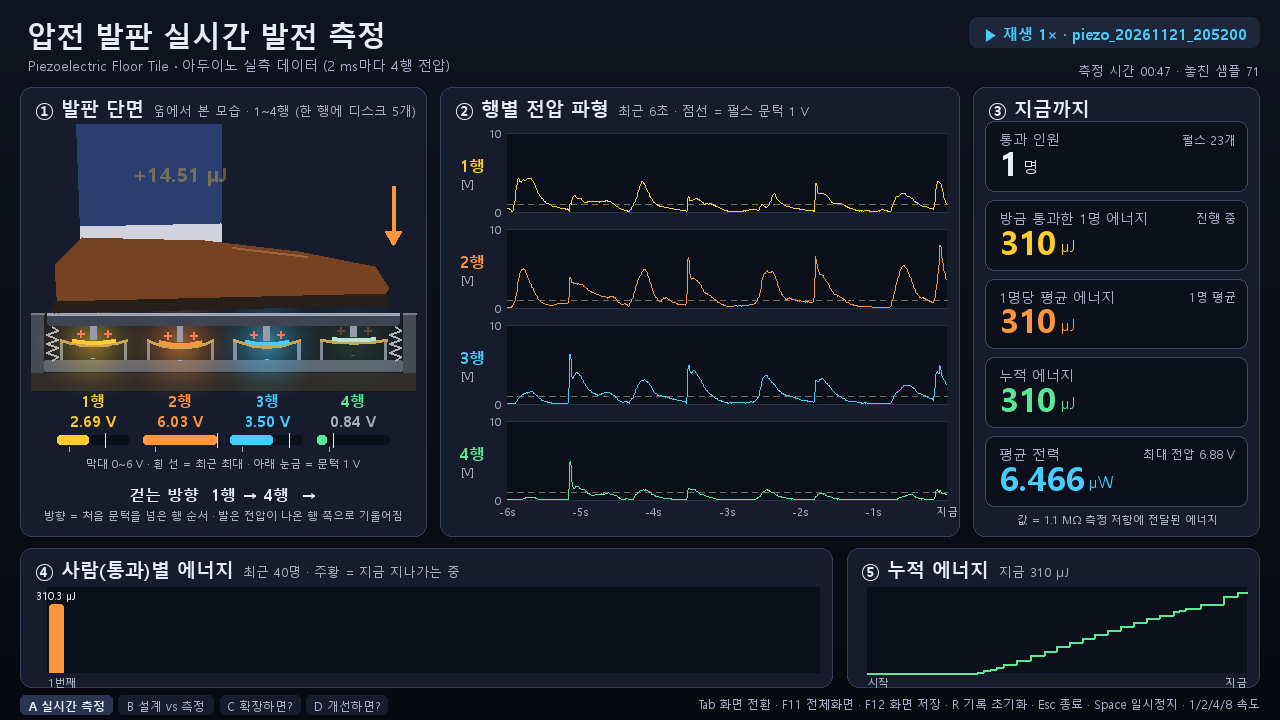 압전 발판 실시간 발전 측정
▶ 재생 1× · piezo_20261121_205200
Piezoelectric Floor Tile · 아두이노 실측 데이터 (2 ms마다 4행 전압)
측정 시간 00:47 · 놓친 샘플 71
① 발판 단면 옆에서 본 모습 · 1~4행 (한 행에 디스크 5개)
+14.51 μJ
1행 2행 3행 4행
2.69 V 6.03 V 3.50 V 0.84 V
막대 0~6 V · 흰 선 = 최근 최대 · 아래 눈금 = 문턱 1 V
걷는 방향 1행 → 4행 →
방향 = 처음 문턱을 넘은 행 순서 · 발은 전압이 나온 행 쪽으로 기울어짐
② 행별 전압 파형 최근 6초 · 점선 = 펄스 문턱 1 V
10
1행
[V]
0
10
2행
[V]
0
10
3행
[V]
0
10
4행
[V]
0
-6s -5s -4s -3s -2s -1s 지금
③ 지금까지
통과 인원 펄스 23개
1 명
방금 통과한 1명 에너지 진행 중
310 μJ
1명당 평균 에너지 1명 평균
310 μJ
누적 에너지
310 μJ
평균 전력 최대 전압 6.88 V
6.466 μW
값 = 1.1 MΩ 측정 저항에 전달된 에너지
④ 사람(통과)별 에너지 최근 40명 · 주황 = 지금 지나가는 중
310.3 μJ
1번째
⑤ 누적 에너지 지금 310 μJ
시작 지금
A 실시간 측정 B 설계 vs 측정 C 확장하면? D 개선하면?
Tab 화면 전환 · F11 전체화면 · F12 화면 저장 · R 기록 초기화 · Esc 종료 · Space 일시정지 · 1/2/4/8 속도